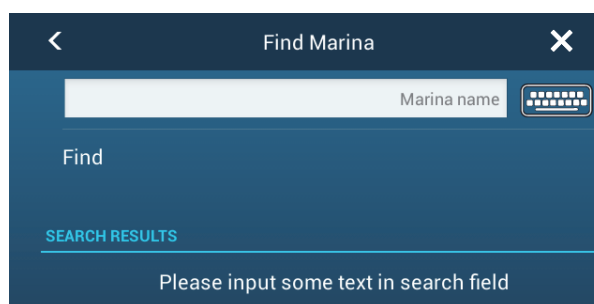 Find Marina
Marina name
Find
SEARCH RESULTS
Please input some text in search field